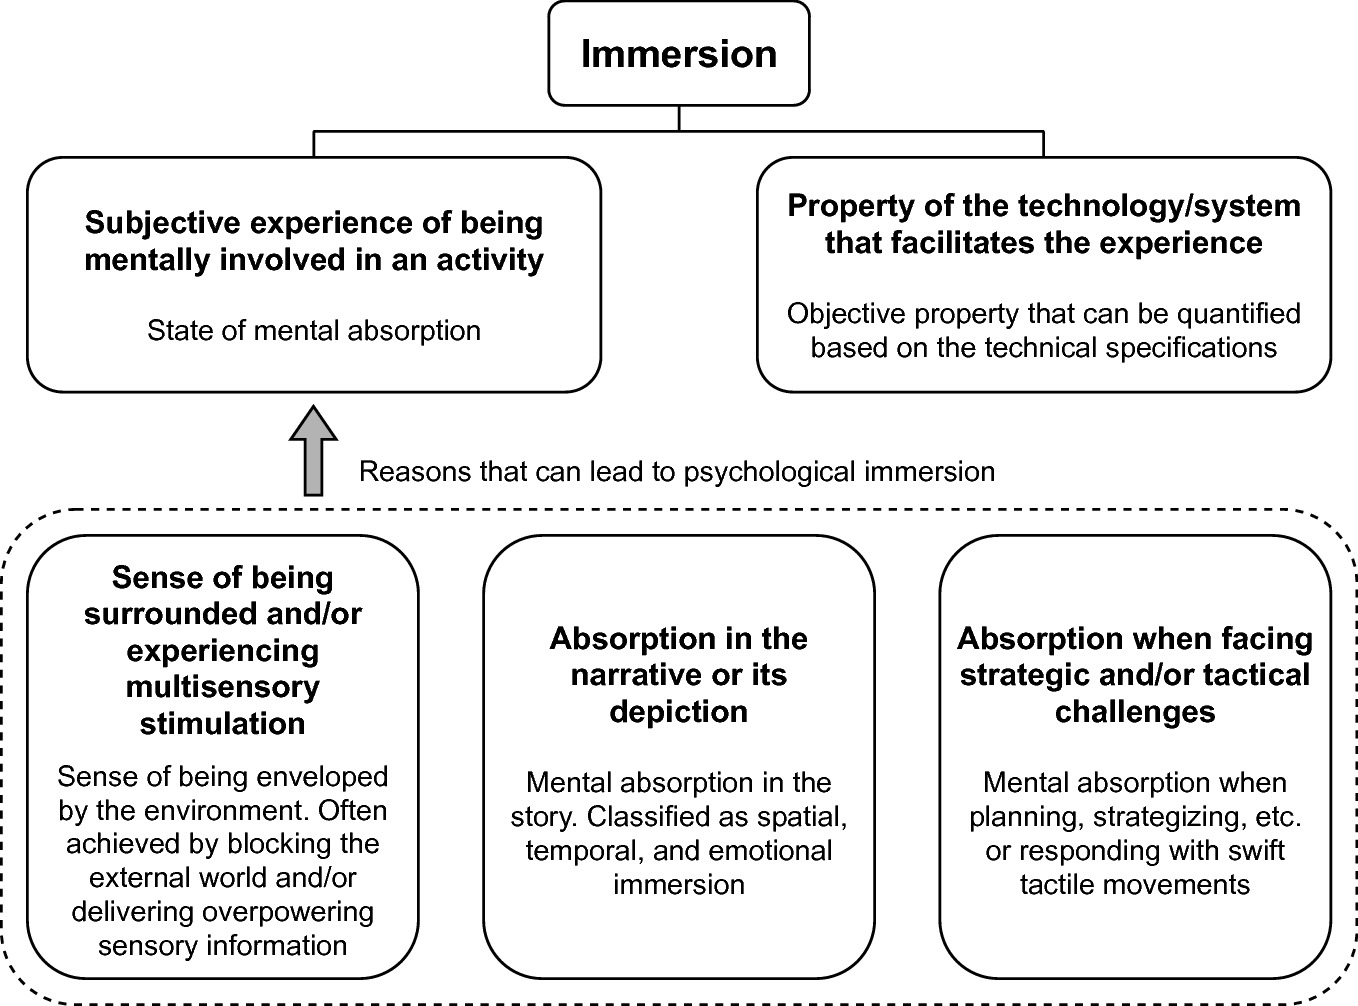 Immersion
Subjective experience of being
mentally involved in an activity
State of mental absorption
Property of the technology/system
that facilitates the experience
Objective property that can be quantified
based on the technical specifications
Reasons that can lead to psychological immersion
Sense of being
surrounded and/or
experiencing
multisensory
stimulation
Sense of being enveloped
by the environment. Often
achieved by blocking the
external world and/or
delivering overpowering
sensory information
Absorption in the
narrative or its
depiction
Mental absorption in the
story. Classified as spatial,
temporal, and emotional
immersion
Absorption when facing
strategic and/or tactical
challenges
Mental absorption when
planning, strategizing, etc.
or responding with swift
tactile movements